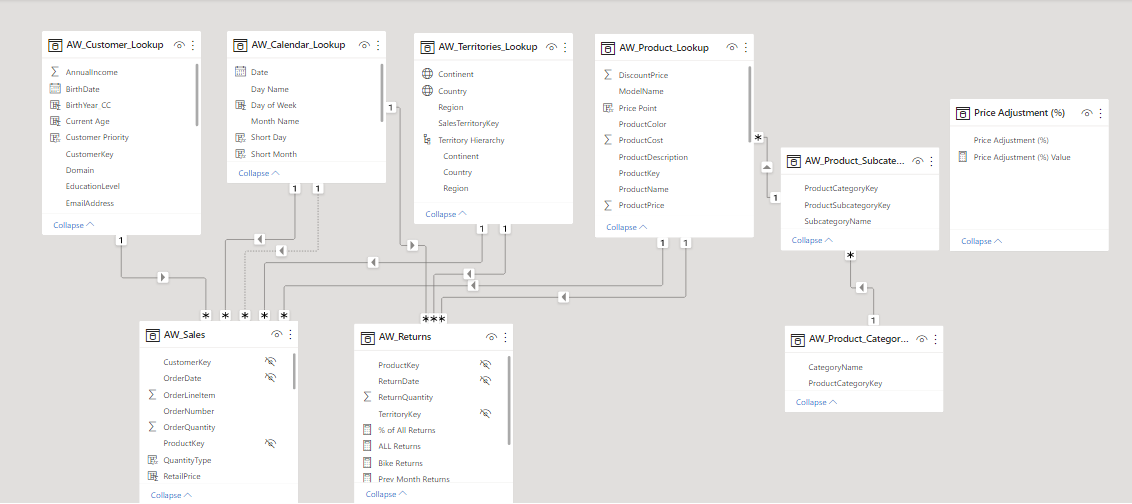 AW_Customer_Lookup
AnnualIncome
BirthDate
BirthYear_CC
Current Age
Customer Priority
CustomerKey
Domain
EducationLevel
EmailAddress
Collapse
1
AW_Calendar_Lookup
Date
Day Name
Day of Week
Month Name
Short Day
Short Month
Collapse
1
1
1
AW_Territories_Lookup
Continent
Country
Region
SalesTerritoryKey
Territory Hierarchy
Continent
Country
Region
Collapse
1
1
AW_Product_Lookup
DiscountPrice
ModelName
Price Point
ProductColor
ProductCost
ProductDescription
ProductKey
ProductName
ProductPrice
Collapse
1
1
*
1
AW_Product_Subcate...
ProductCategoryKey
ProductSubcategoryKey
SubcategoryName
Collapse
*
1
Price Adjustment (%)
Price Adjustment (%)
Price Adjustment (%) Value
Collapse
* * * * *
AW_Sales
CustomerKey
OrderDate
OrderLineItem
OrderNumber
OrderQuantity
ProductKey
QuantityType
RetailPrice
Collapse
***
AW_Returns
ProductKey
ReturnDate
ReturnQuantity
TerritoryKey
% of All Returns
ALL Returns
Bike Returns
Prev Month Returns
Collapse
AW_Product_Categor...
CategoryName
ProductCategoryKey
Collapse